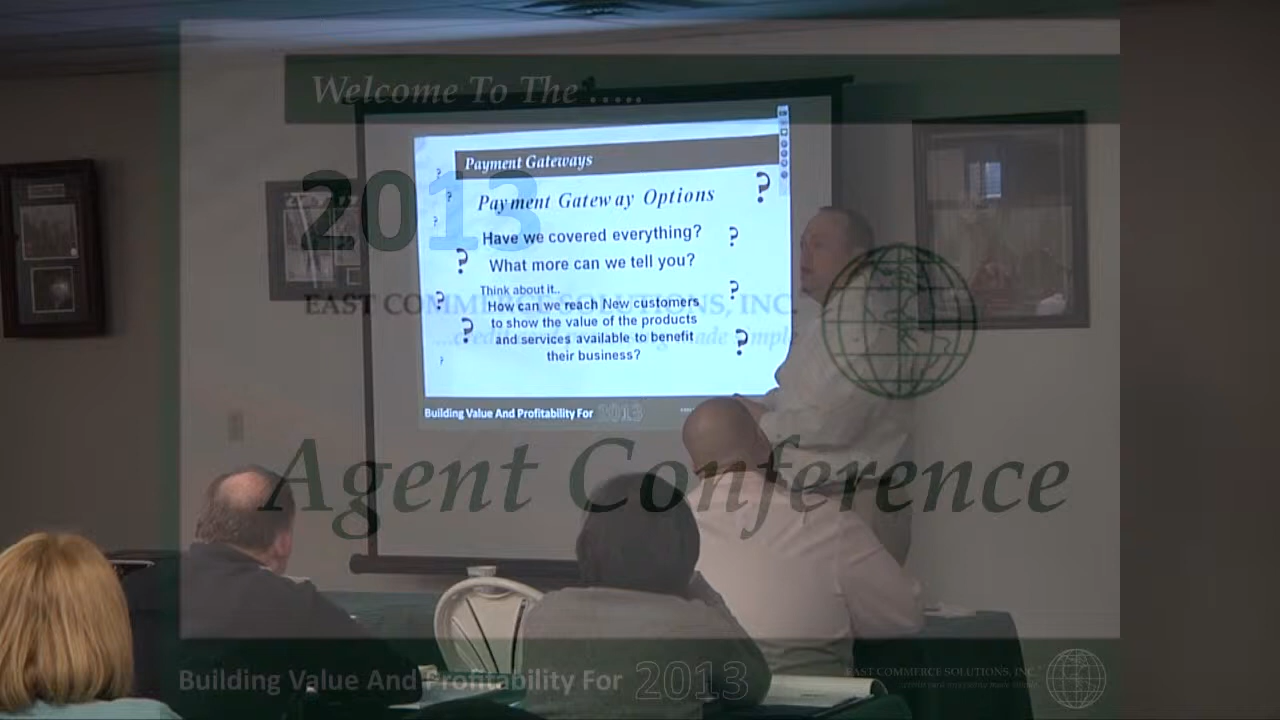 Welcome To The .....
2013
EAST COMMERCE SOLUTIONS, INC.
Agent Conference
Payment Gateways
Payment Gateway Options
Have we covered everything?
What more can we tell you?
Think about it..
How can we reach New customers
to show the value of the products
and services available to benefit
their business?
Building Value And Profitability For 2013
Building Value And Profitability For 2013
EAST COMMERCE SOLUTIONS, INC.